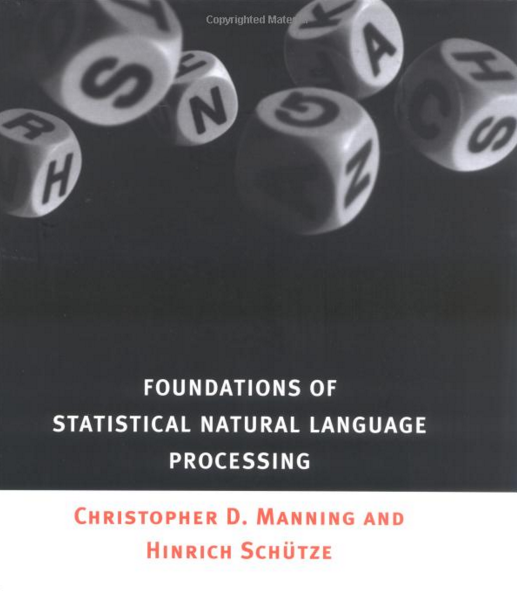 Copyrighted Material
S
H
N
K
A
G
N
H
C
S
R
H
FOUNDATIONS OF
STATISTICAL NATURAL LANGUAGE
PROCESSING
CHRISTOPHER D. MANNING AND
HINRICH SCHÜTZE